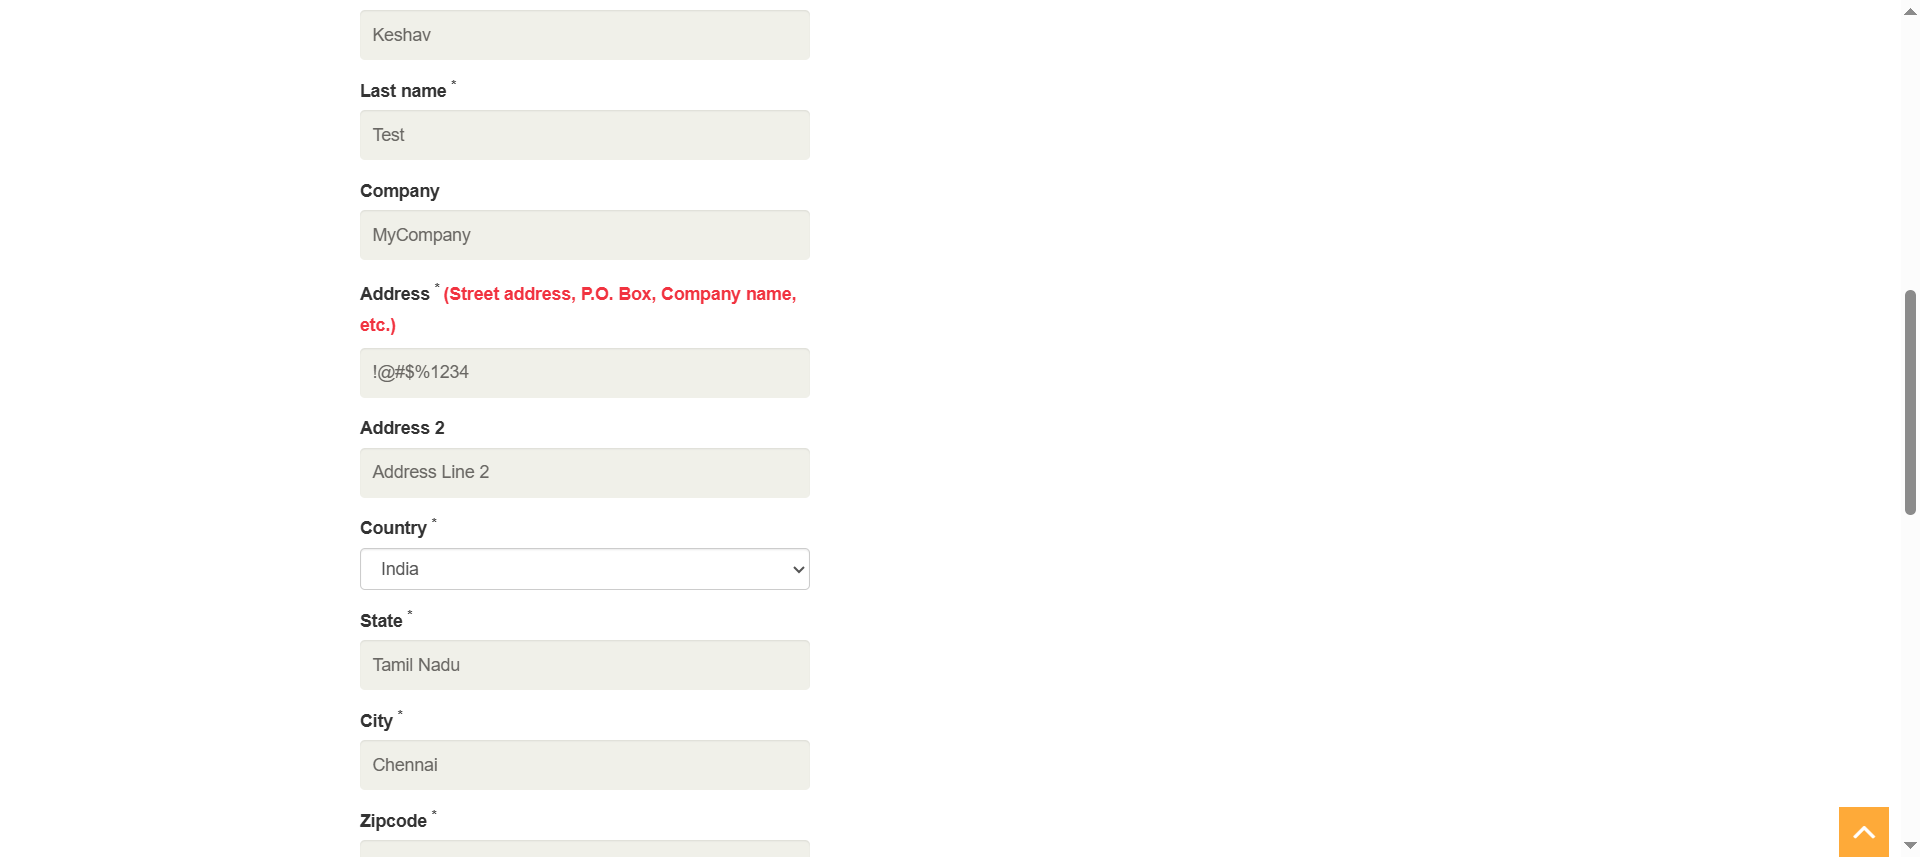 Keshav
Last name *
Test
Company
MyCompany
Address * (Street address, P.O. Box, Company name,
etc.)
!@#$%1234
Address 2
Address Line 2
Country *
India
State *
Tamil Nadu
City *
Chennai
Zipcode *